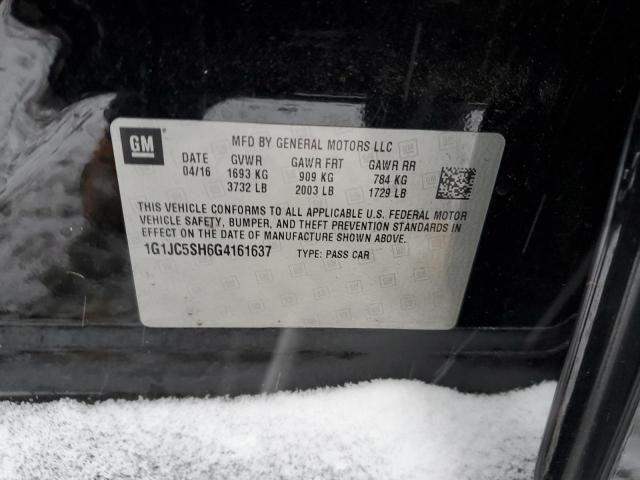 GM
MFD BY GENERAL MOTORS LLC
DATE GVWR GAWR FRT GAWR RR
04/16 1693 KG 909 KG 784 KG
3732 LB 2003 LB 1729 LB
THIS VEHICLE CONFORMS TO ALL APPLICABLE U.S. FEDERAL MOTOR
VEHICLE SAFETY, BUMPER, AND THEFT PREVENTION STANDARDS IN
EFFECT ON THE DATE OF MANUFACTURE SHOWN ABOVE.
1G1JC5SH6G4161637 TYPE: PASS CAR